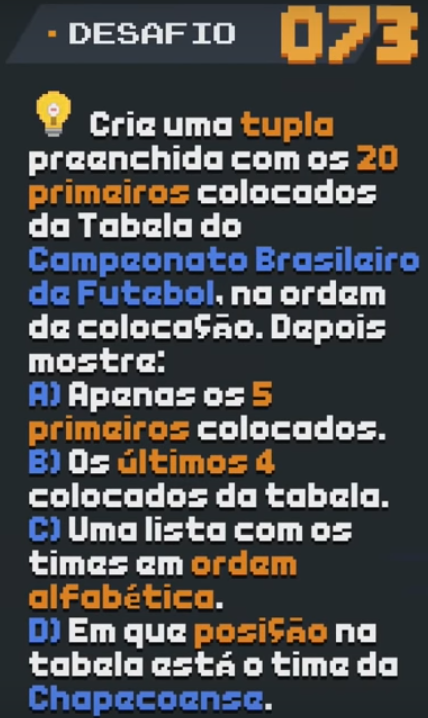 · DESAFIO 073
Crie uma tupla
preenchida com os 20
primeiros colocados
da Tabela do
Campeonato Brasileiro
de Futebol, na ordem
de colocação. Depois
mostre:
A) Apenas os 5
primeiros colocados.
B) Os últimos 4
colocados da tabela.
C) Uma lista com os
times em ordem
alfabética.
D) Em que posição na
tabela está o time da
Chapecoense.